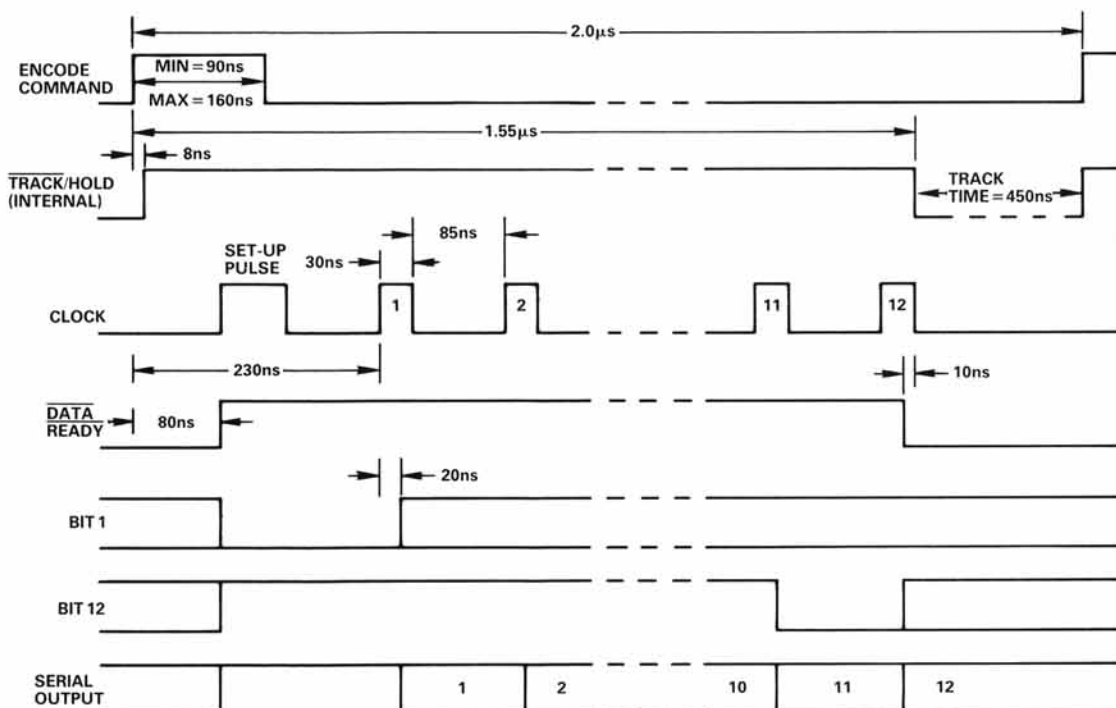 2.0μs
ENCODE
COMMAND
MIN = 90ns
MAX = 160ns
1.55μs
8ns
TRACK/HOLD
(INTERNAL)
TRACK
TIME = 450ns
85ns
SET-UP
PULSE
30ns
CLOCK
1
2
11
12
230ns
10ns
DATA
READY
80ns
20ns
BIT 1
BIT 12
SERIAL
OUTPUT
1
2
10
11
12